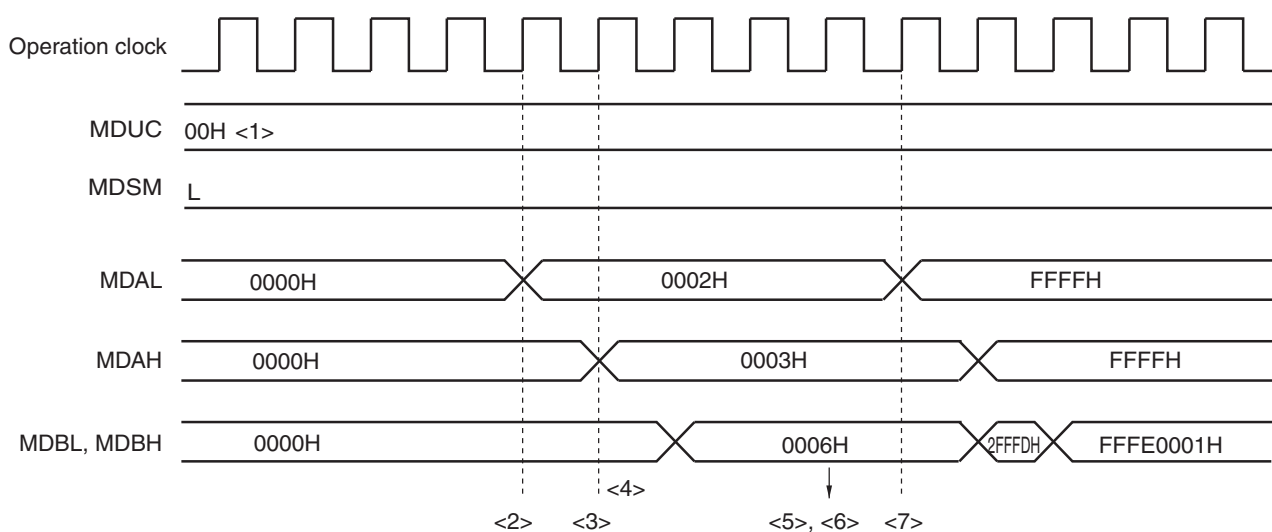 Operation clock
MDUC 00H <1>
MDSM L
MDAL 0000H 0002H FFFFH
MDAH 0000H 0003H FFFFH
MDBL, MDBH 0000H 0006H 2FFFDH FFFE0001H
<4>
<2> <3> <5>, <6> <7>